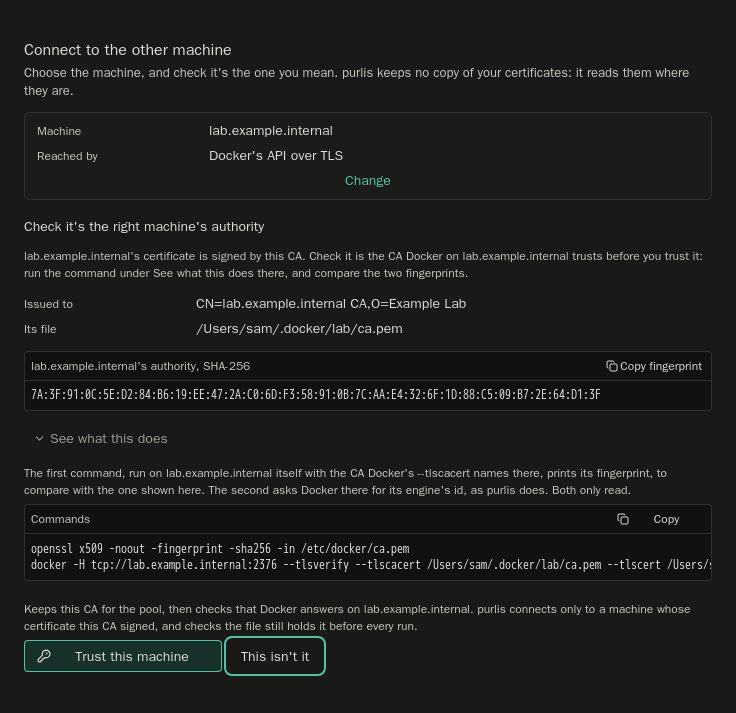 Connect to the other machine
Choose the machine, and check it's the one you mean. purlis keeps no copy of your certificates: it reads them where
they are.
Machine lab.example.internal
Reached by Docker's API over TLS
Change
Check it's the right machine's authority
lab.example.internal's certificate is signed by this CA. Check it is the CA Docker on lab.example.internal trusts before you trust it:
run the command under See what this does there, and compare the two fingerprints.
Issued to CN=lab.example.internal CA,O=Example Lab
Its file /Users/sam/.docker/lab/ca.pem
lab.example.internal's authority, SHA-256 Copy fingerprint
7A:3F:91:0C:5E:D2:84:B6:19:EE:47:2A:C0:6D:F3:58:91:0B:7C:AA:E4:32:6F:1D:88:C5:09:B7:2E:64:D1:3F
See what this does
The first command, run on lab.example.internal itself with the CA Docker's --tlscacert names there, prints its fingerprint, to
compare with the one shown here. The second asks Docker there for its engine's id, as purlis does. Both only read.
Commands Copy
openssl x509 -noout -fingerprint -sha256 -in /etc/docker/ca.pem
docker -H tcp://lab.example.internal:2376 --tlsverify --tlscacert /Users/sam/.docker/lab/ca.pem --tlscert /Users/s
Keeps this CA for the pool, then checks that Docker answers on lab.example.internal. purlis connects only to a machine whose
certificate this CA signed, and checks the file still holds it before every run.
Trust this machine This isn't it